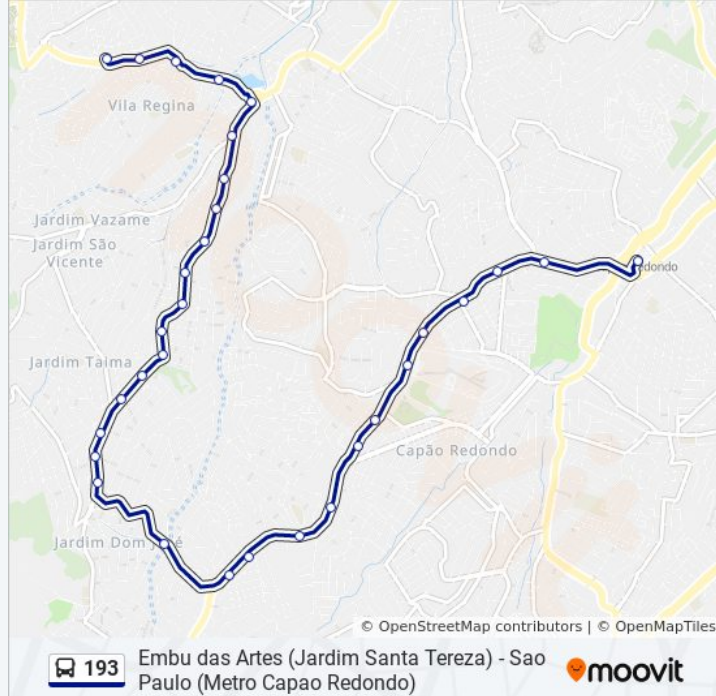 Vila Regina
Jardim Vazame
Jardim São
Vicente
edondo
Jardim Taima
Capão Redondo
Jardim Dom José
© OpenStreetMap contributors | © OpenMapTiles
193
Embu das Artes (Jardim Santa Tereza) - Sao
Paulo (Metro Capao Redondo)
moovit